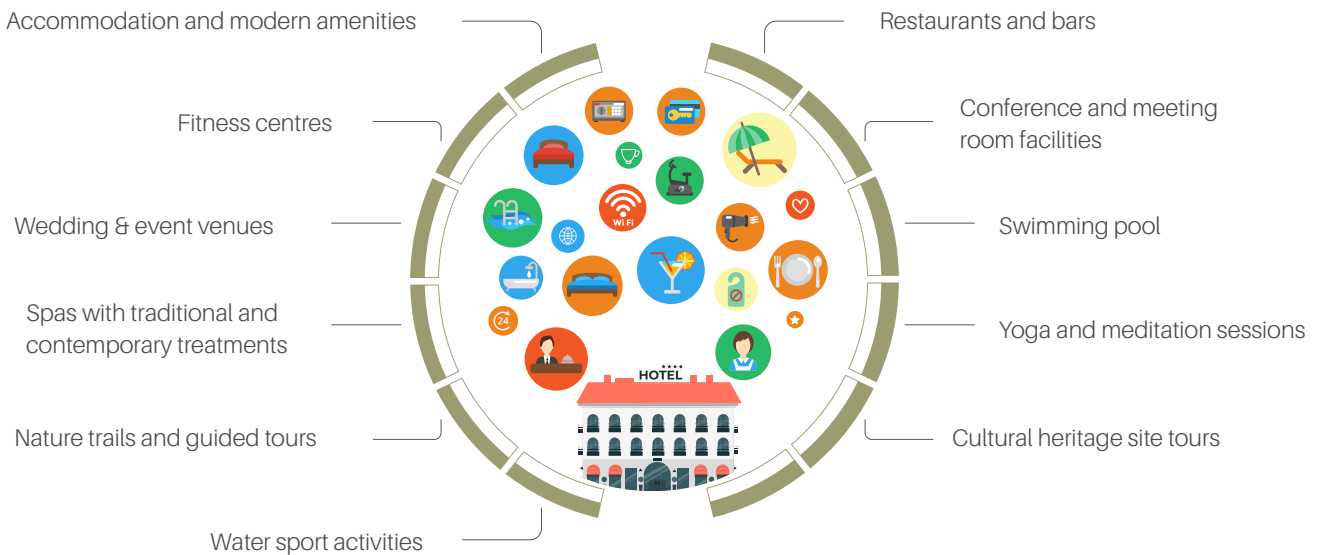 Accommodation and modern amenities
Restaurants and bars
Fitness centres
Conference and meeting
room facilities
Wedding & event venues
Swimming pool
Spas with traditional and
contemporary treatments
Yoga and meditation sessions
Nature trails and guided tours
Cultural heritage site tours
Water sport activities
Wi Fi
24
HOTEL